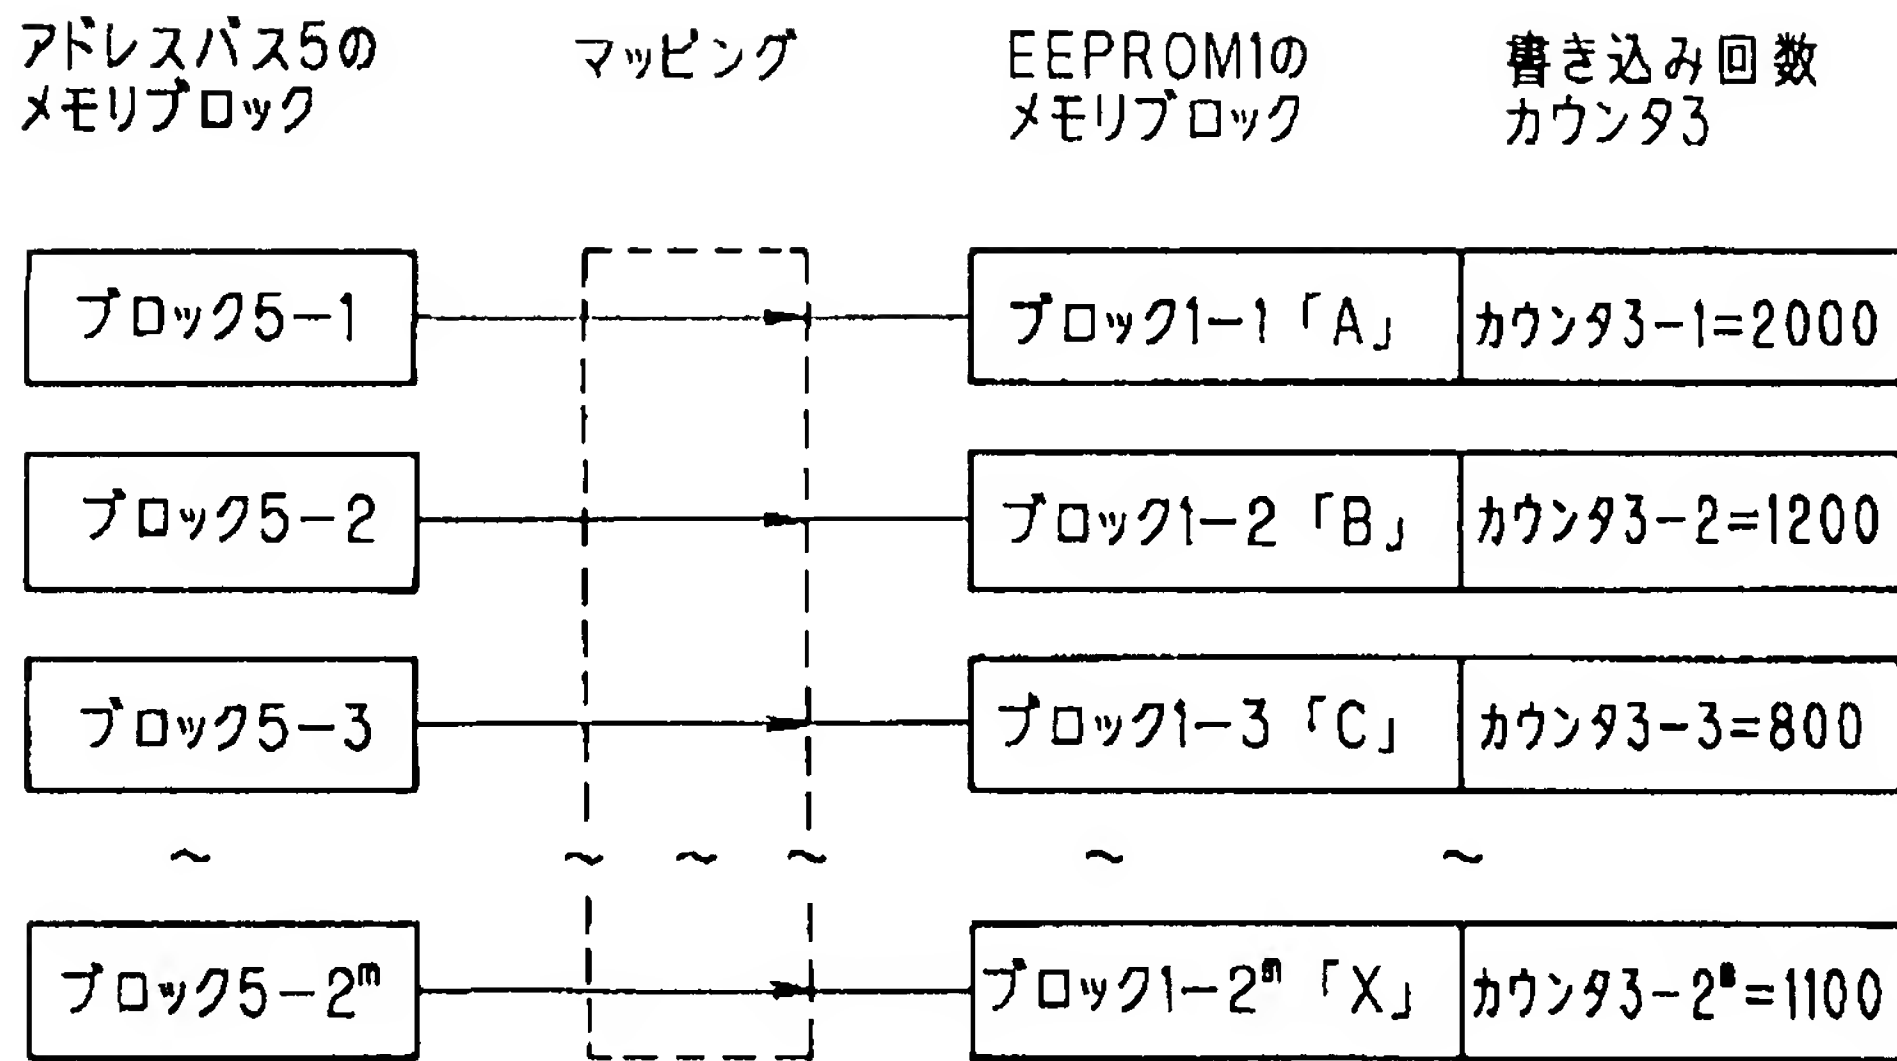 アドレスバス5の
メモリブロック
マッピング
EEPROM1の
メモリブロック
書き込み回数
カウンタ3
ブロック5-1
ブロック1-1「A」
カウンタ3-1=2000
ブロック5-2
ブロック1-2「B」
カウンタ3-2=1200
ブロック5-3
ブロック1-3「C」
カウンタ3-3=800
~ ~ ~ ~ ~ ~
ブロック5-2ᵐ
ブロック1-2ᵐ「X」
カウンタ3-2ᵐ=1100